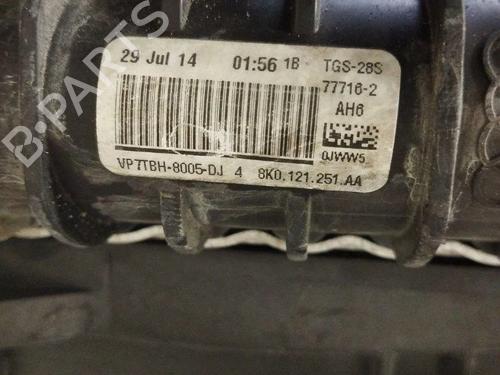 29 Jul 14 01:56 1B TGS-28S
77716-2
AH6
0JWW5
VP7TBH-8005-DJ 4 8K0.121.251.AA
B-PARTS